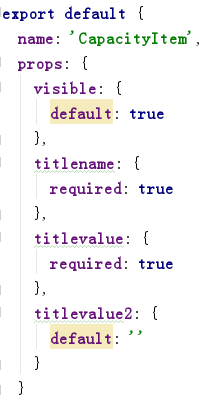 export default {
  name: 'CapacityItem',
  props: {
    visible: {
      default: true
    },
    titlename: {
      required: true
    },
    titlevalue: {
      required: true
    },
    titlevalue2: {
      default: ''
    }
  }